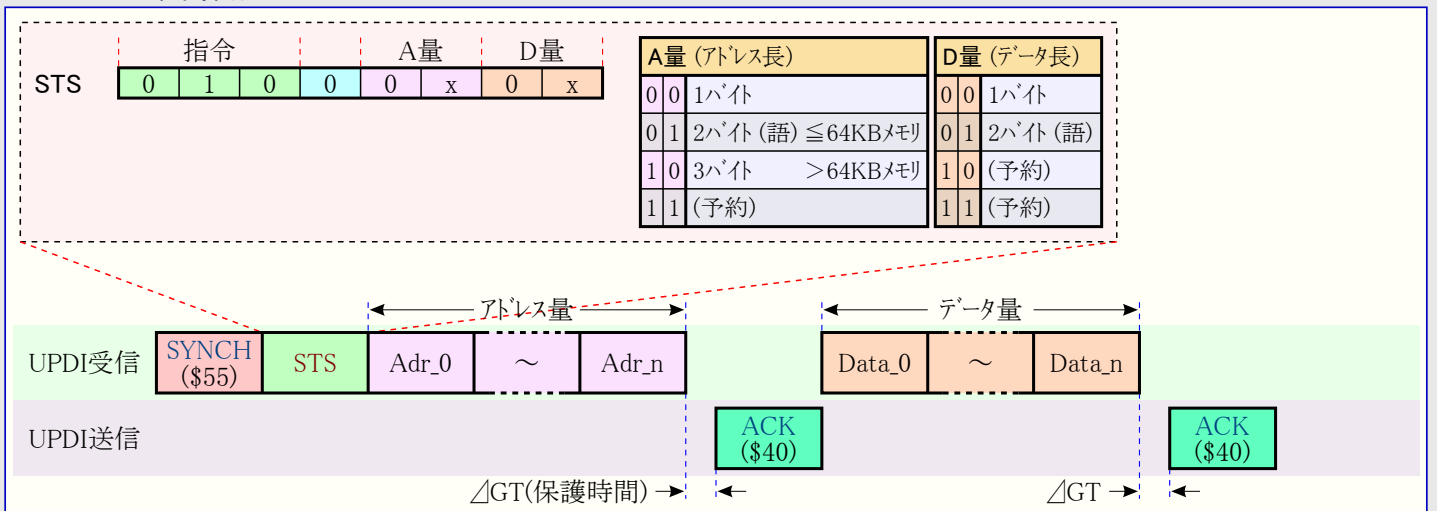 指令 A量 D量
STS 0 1 0 0 0 x 0 x
A量 (アドレス長)
0 0 1バイト
0 1 2バイト (語) ≦64KBメモリ
1 0 3バイト >64KBメモリ
1 1 (予約)
D量 (データ長)
0 0 1バイト
0 1 2バイト (語)
1 0 (予約)
1 1 (予約)
アドレス量 データ量
UPDI受信 SYNCH ($55) STS Adr_0 ~ Adr_n Data_0 ~ Data_n
UPDI送信 ACK ($40) ACK ($40)
⊿GT(保護時間) ⊿GT